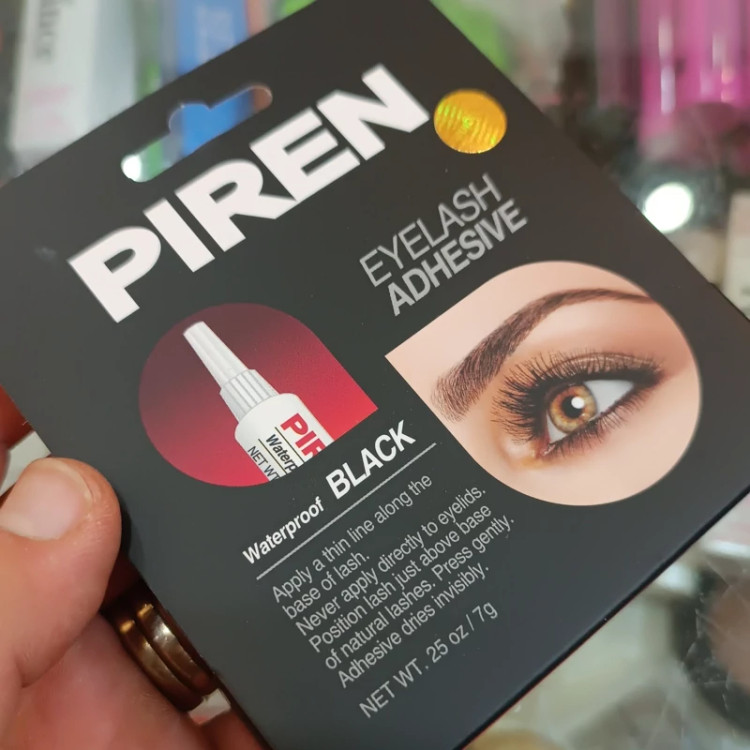 PIREN
EYELASH
ADHESIVE
PIR
Waterp
NET W
Waterproof BLACK
Apply a thin line along the
base of lash.
Never apply directly to eyelids.
Position lash just above base
of natural lashes. Press gently.
Adhesive dries invisibly.
NET WT. 25 oz / 7g